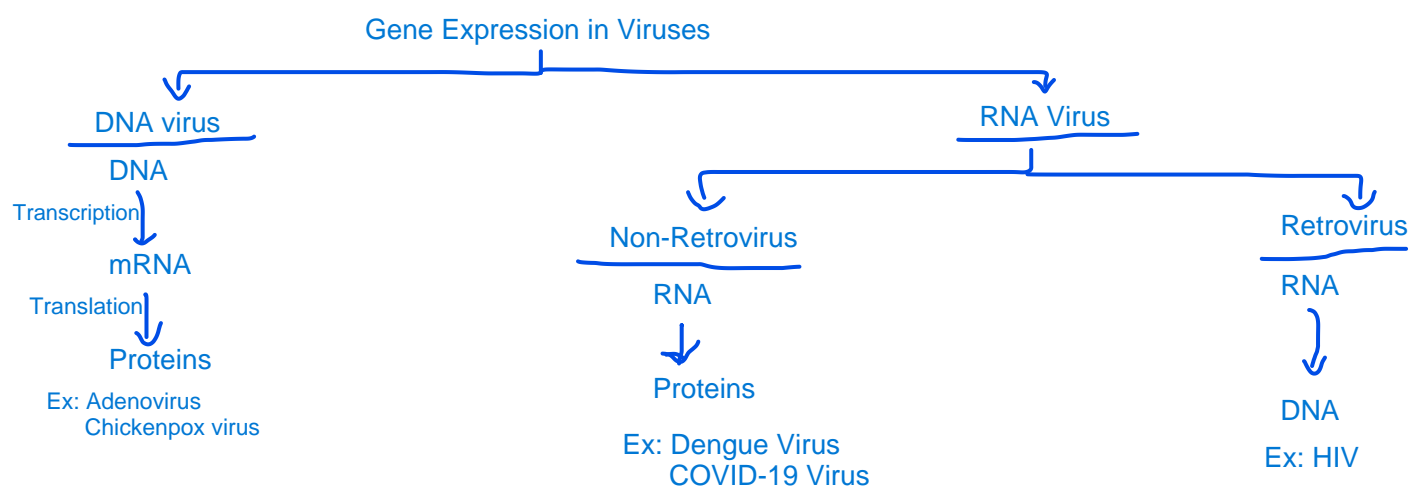 Gene Expression in Viruses
DNA virus
DNA
Transcription
mRNA
Translation
Proteins
Ex: Adenovirus
Chickenpox virus
RNA Virus
Non-Retrovirus
RNA
Proteins
Ex: Dengue Virus
COVID-19 Virus
Retrovirus
RNA
DNA
Ex: HIV